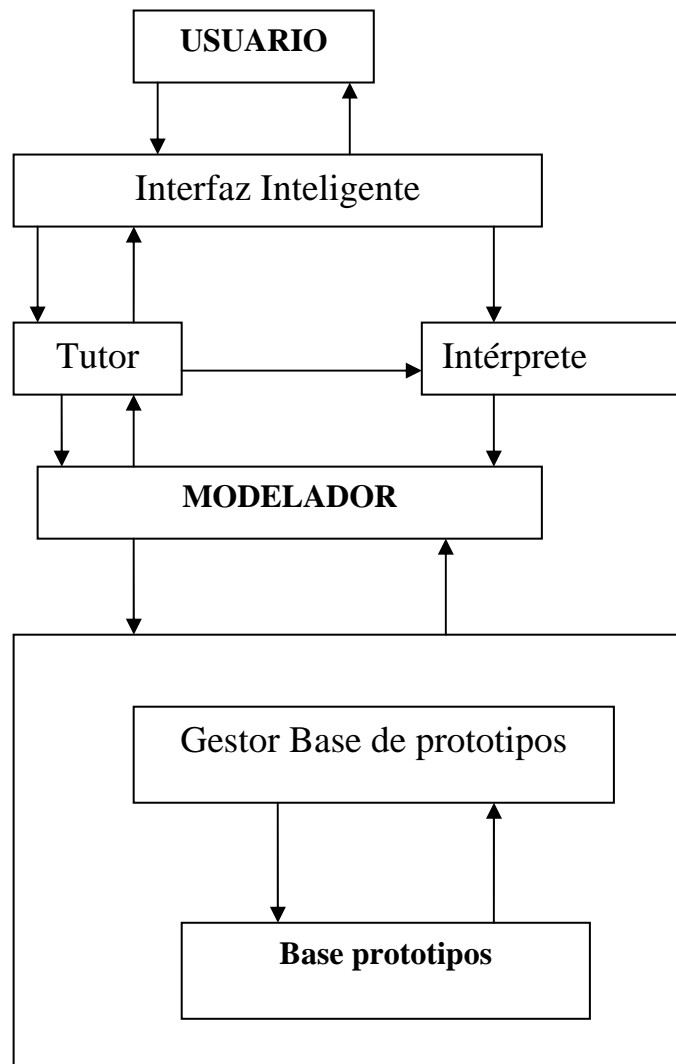 USUARIO
Interfaz Inteligente
Tutor
Intérprete
MODELADOR
Gestor Base de prototipos
Base prototipos